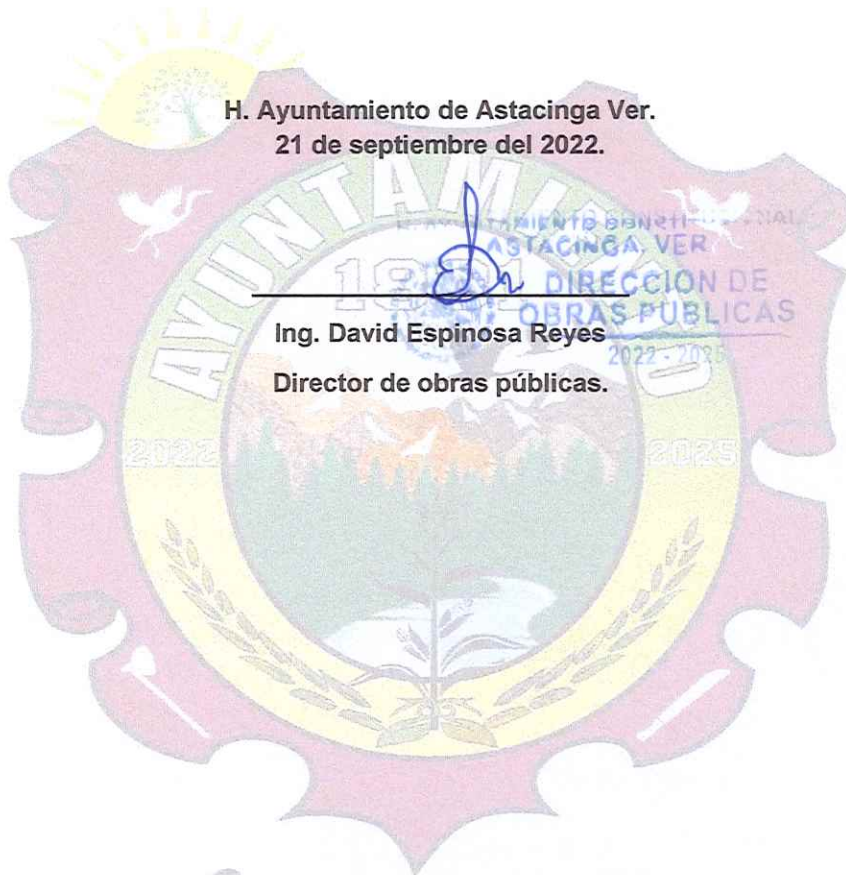 H. Ayuntamiento de Astacinga Ver.
21 de septiembre del 2022.
AYUNTAMIENTO
ASTACINGA, VER
DIRECCION DE
OBRAS PUBLICAS
2022 - 2025
Ing. David Espinosa Reyes
Director de obras públicas.
2022
2025